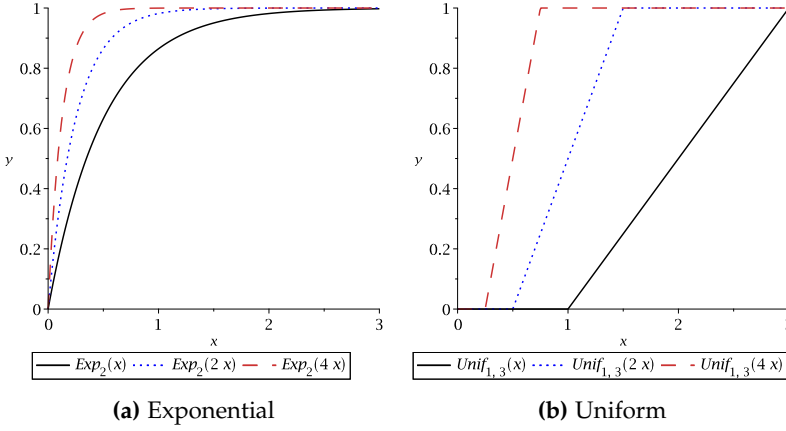 1
0.8
0.6
y
0.4
0.2
0
0 1 2 3
x
Exp₂(x) Exp₂(2 x) Exp₂(4 x)
(a) Exponential
1
0.8
0.6
y
0.4
0.2
0
0 1 2 3
x
Unif₁, ₃(x) Unif₁, ₃(2 x) Unif₁, ₃(4 x)
(b) Uniform